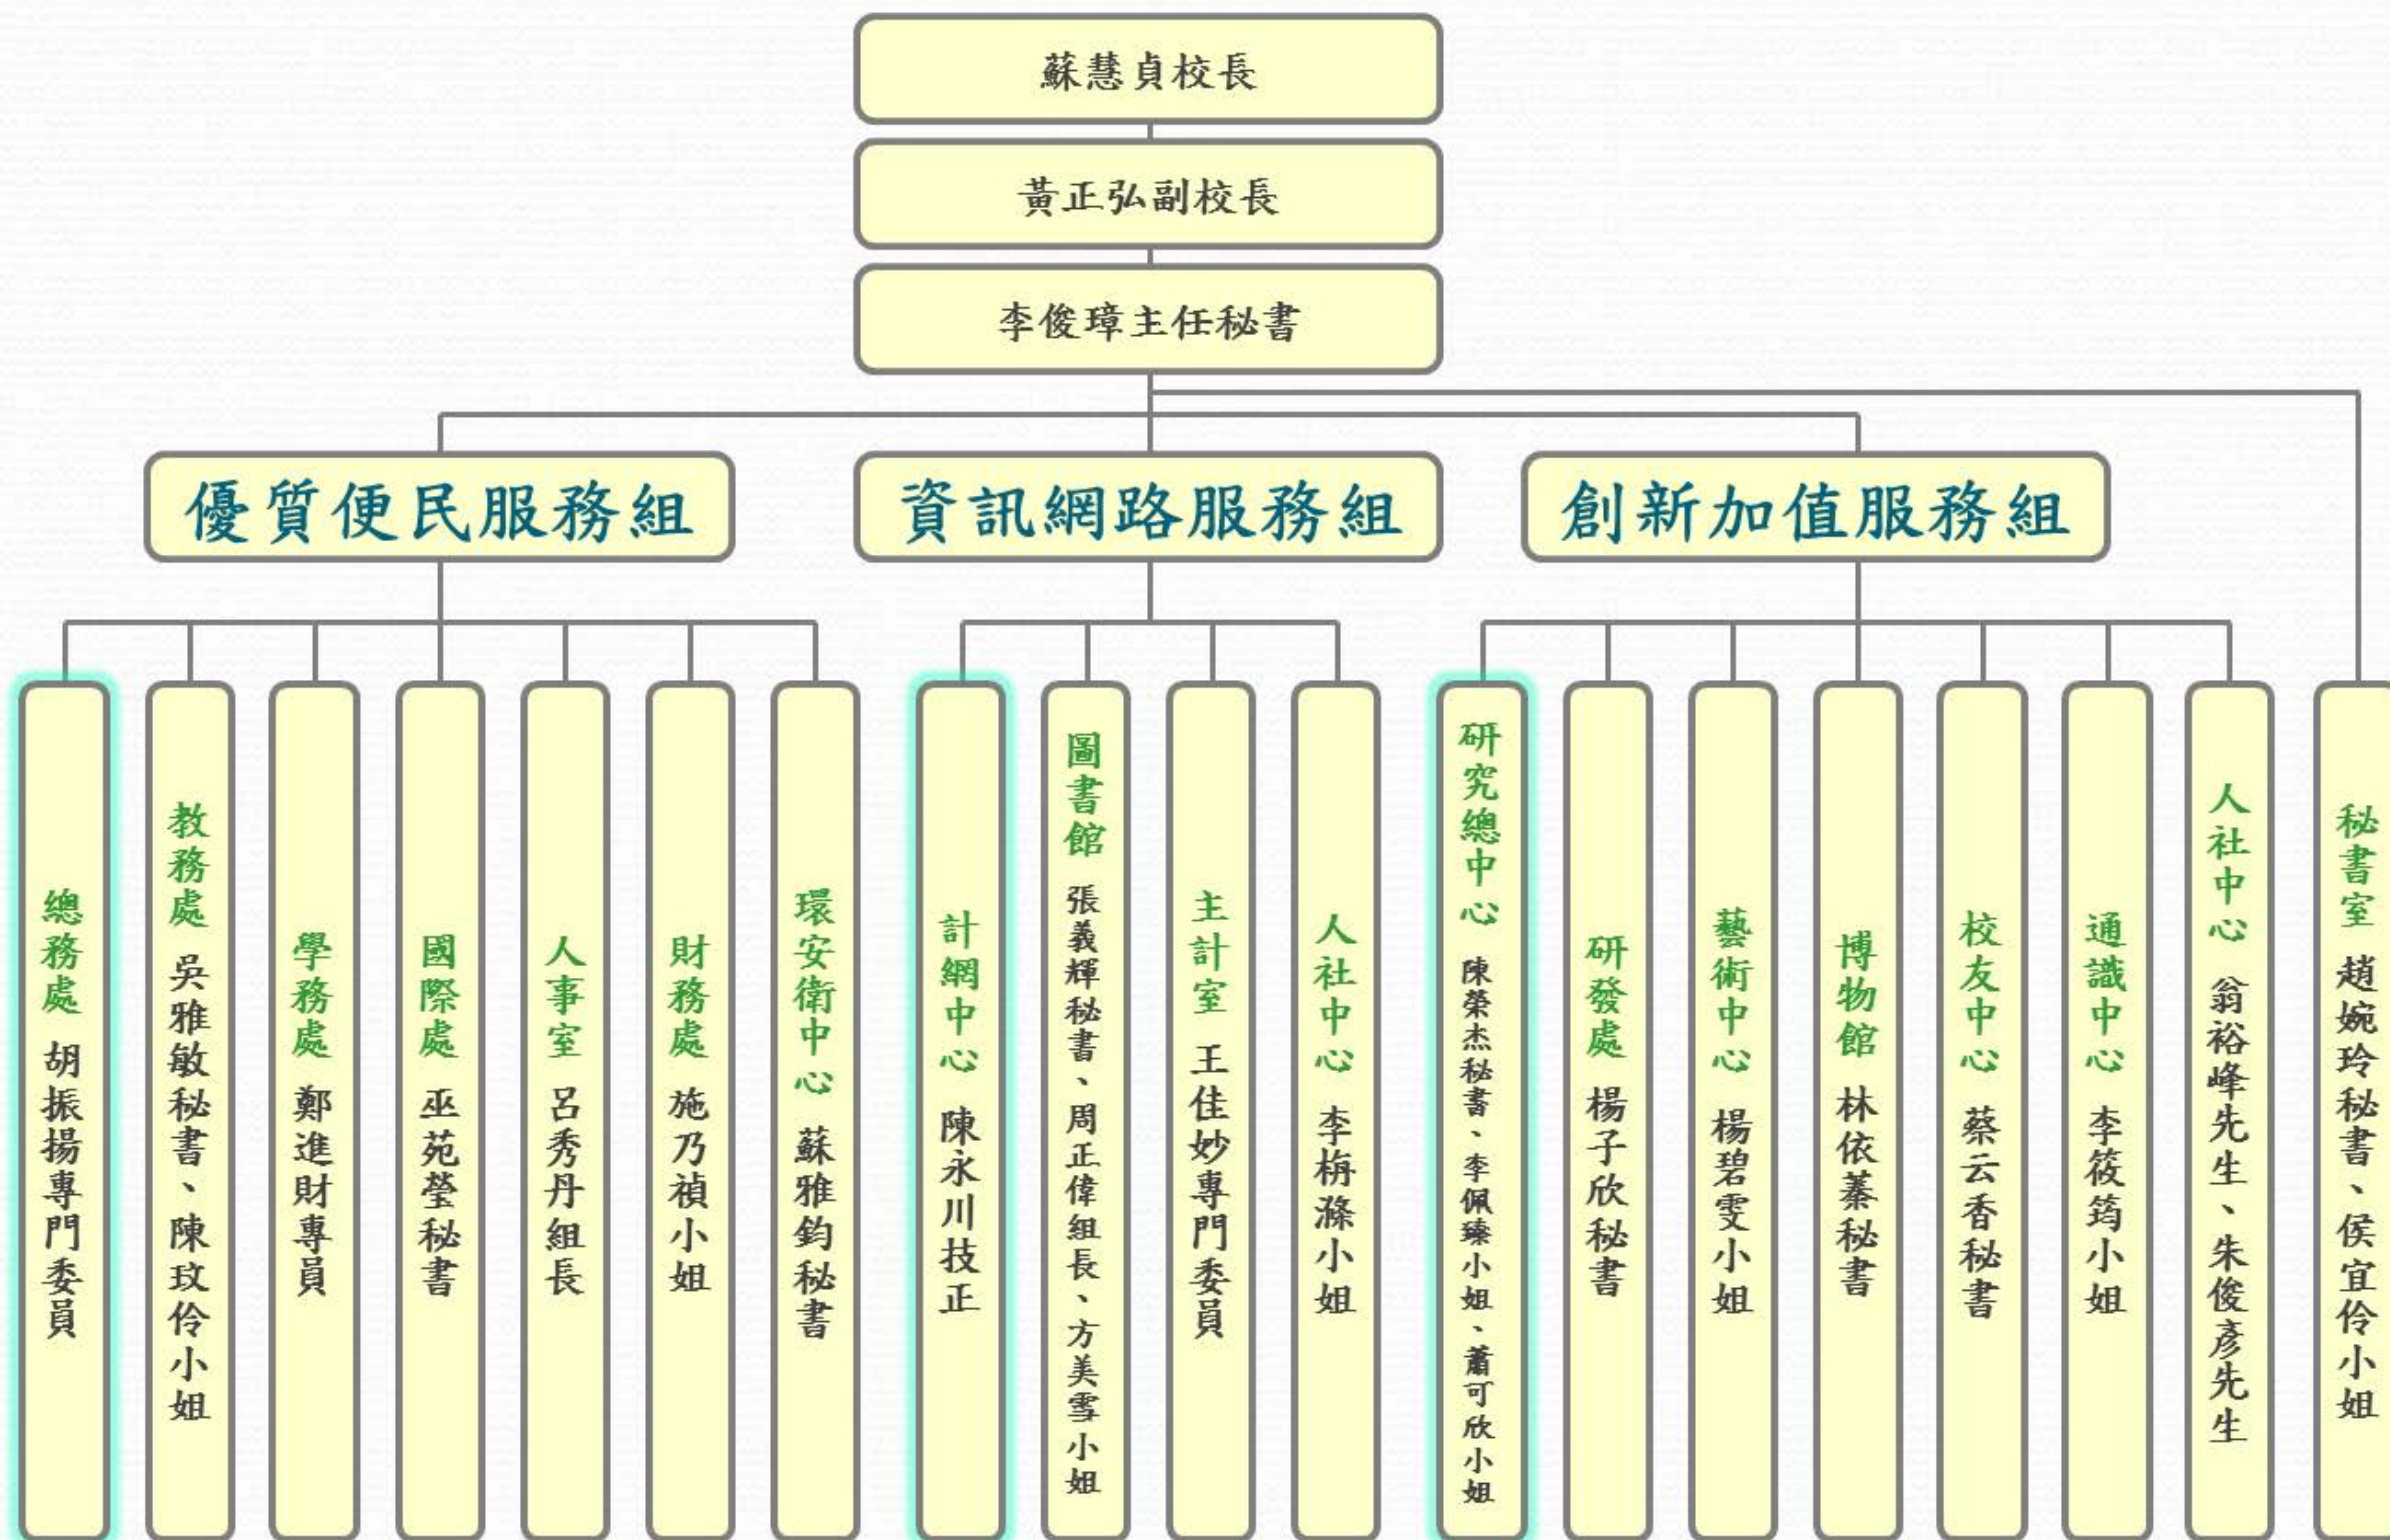 蘇慧貞校長
黃正弘副校長
李俊璋主任秘書
優質便民服務組
資訊網路服務組
創新加值服務組
總務處 胡振揚專門委員
教務處 吳雅敏秘書、陳玟伶小姐
學務處 鄭進財專員
國際處 巫苑瑩秘書
人事室 呂秀丹組長
財務處 施乃禎小姐
環安衛中心 蘇雅鈞秘書
計網中心 陳永川技正
圖書館 張義輝秘書、周正偉組長、方美雪小姐
主計室 王佳妙專門委員
人社中心 李栴滌小姐
研究總中心 陳榮杰秘書、李佩臻小姐、蕭可欣小姐
研發處 楊子欣秘書
藝術中心 楊碧雯小姐
博物館 林依蓁秘書
校友中心 蔡云香秘書
通識中心 李筱筠小姐
人社中心 翁裕峰先生、朱俊彥先生
秘書室 趙婉玲秘書、侯宜伶小姐